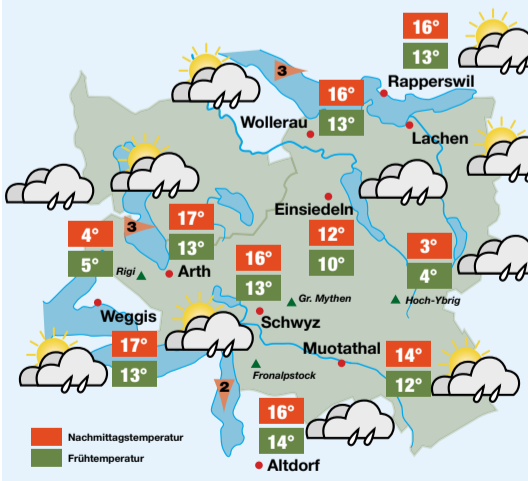 16°
13°
Rapperswil
3
16°
13°
Wollerau
Lachen
Einsiedeln
12°
10°
17°
13°
3
4°
5°
Rigi
Arth
16°
13°
Gr. Mythen
3°
4°
Hoch-Ybrig
Weggis
Schwyz
17°
13°
Muotathal
14°
12°
Fronalpstock
2
16°
14°
Altdorf
Nachmittagstemperatur
Frühtemperatur